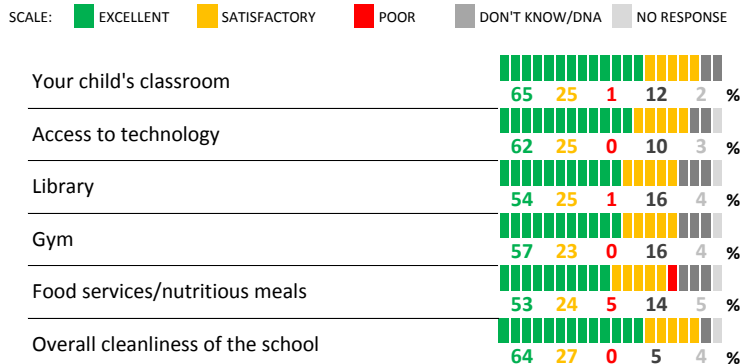 SCALE: EXCELLENT SATISFACTORY POOR DON'T KNOW/DNA NO RESPONSE
Your child's classroom
65 25 1 12 2 %
Access to technology
62 25 0 10 3 %
Library
54 25 1 16 4 %
Gym
57 23 0 16 4 %
Food services/nutritious meals
53 24 5 14 5 %
Overall cleanliness of the school
64 27 0 5 4 %